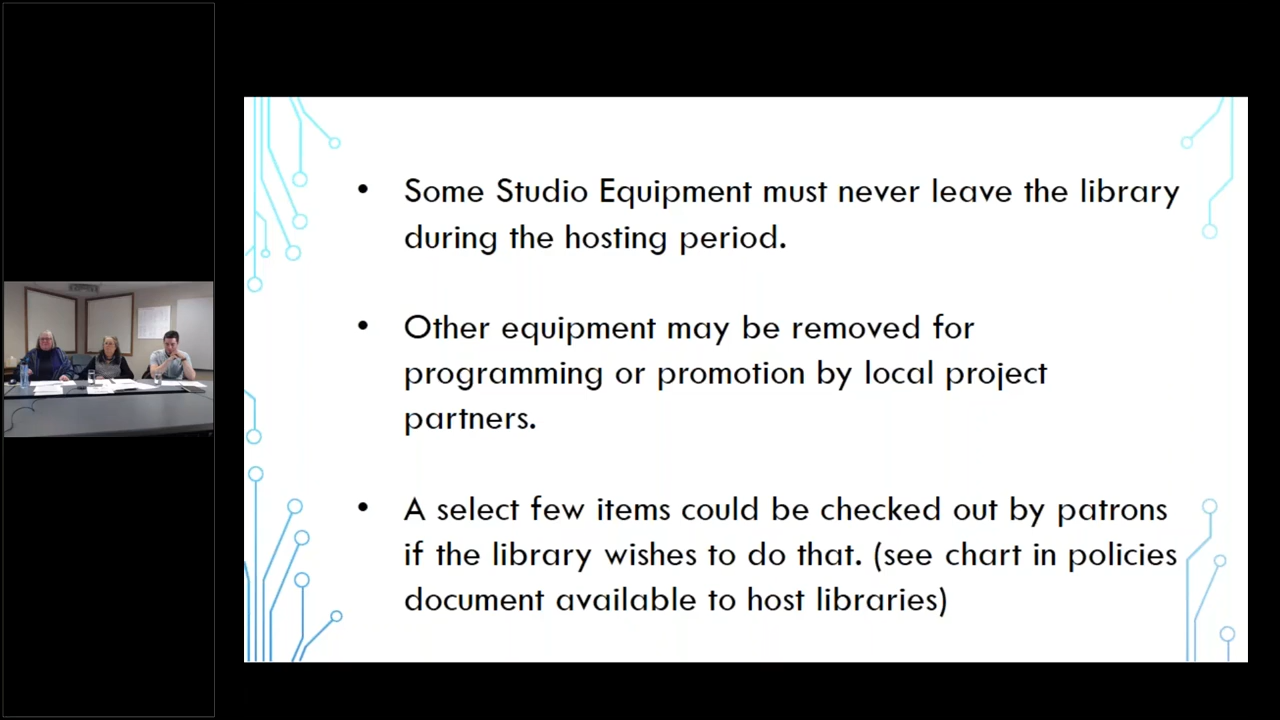 • Some Studio Equipment must never leave the library
during the hosting period.
• Other equipment may be removed for
programming or promotion by local project
partners.
• A select few items could be checked out by patrons
if the library wishes to do that. (see chart in policies
document available to host libraries)